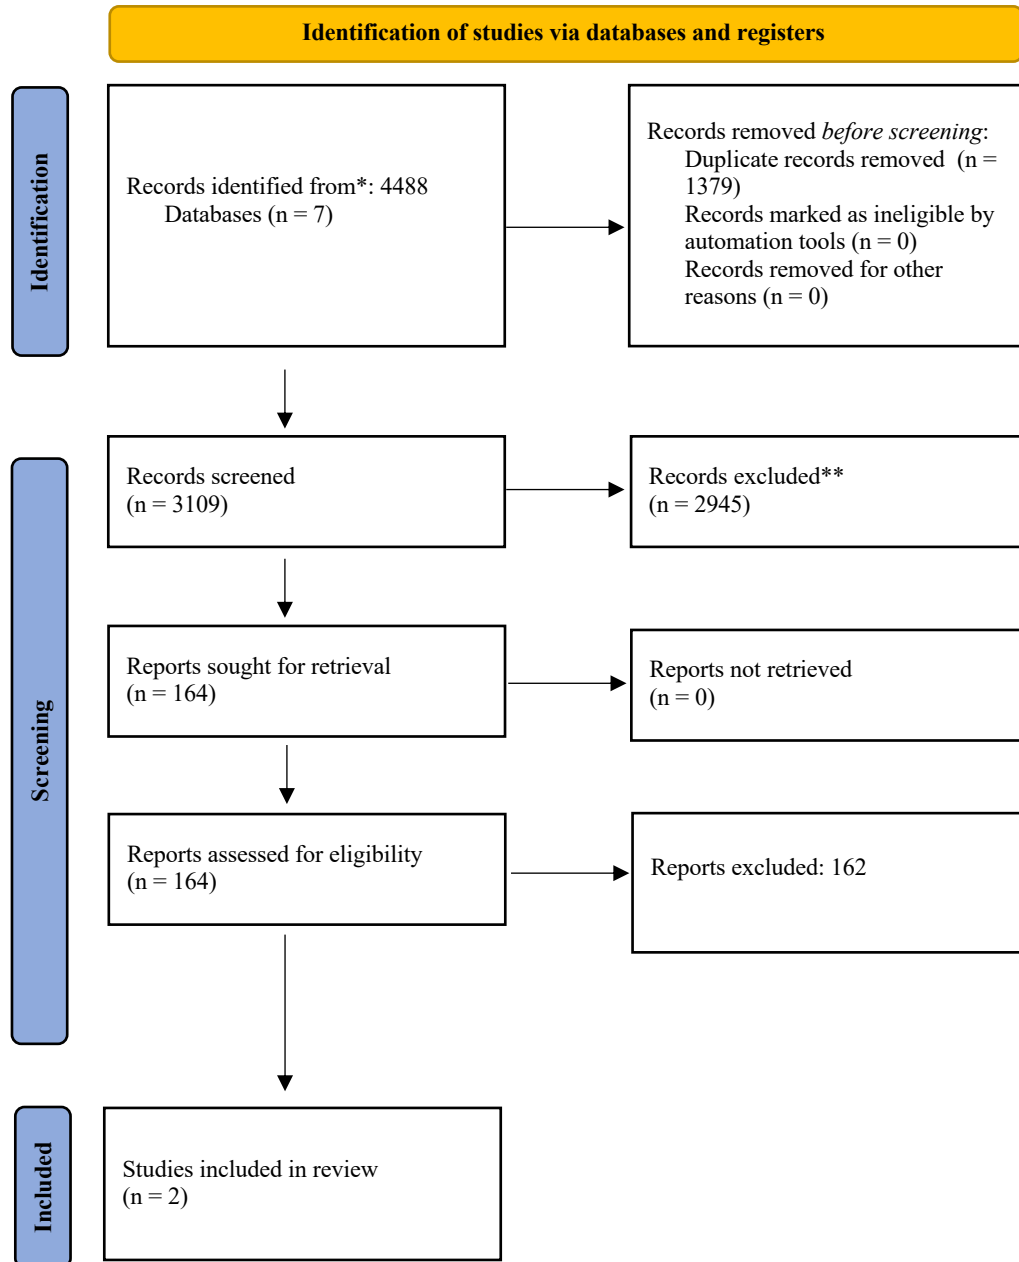 Identification of studies via databases and registers
Identification
Records identified from*: 4488
Databases (n = 7)
Records removed before screening:
Duplicate records removed (n =
1379)
Records marked as ineligible by
automation tools (n = 0)
Records removed for other
reasons (n = 0)
Screening
Records screened
(n = 3109)
Records excluded**
(n = 2945)
Reports sought for retrieval
(n = 164)
Reports not retrieved
(n = 0)
Reports assessed for eligibility
(n = 164)
Reports excluded: 162
Included
Studies included in review
(n = 2)